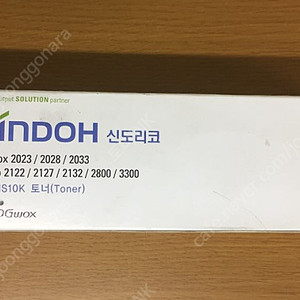 output SOLUTION partner
INDOH 신도리코
ox 2023 / 2028 / 2033
2122 / 2127 / 2132 / 2800 / 3300
S10K 토너(Toner)
DGwox